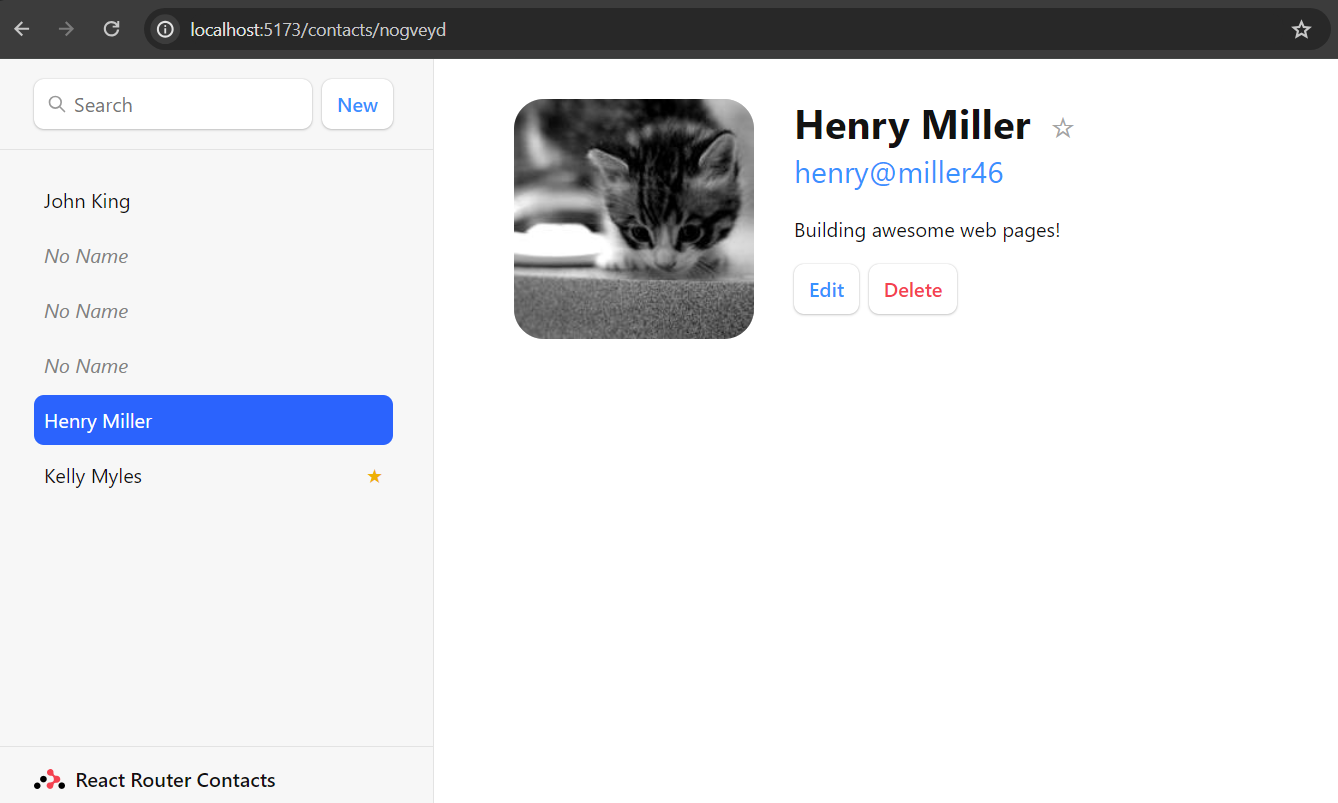 localhost:5173/contacts/nogveyd
Search
New
John King
No Name
No Name
No Name
Henry Miller
Kelly Myles
React Router Contacts
Henry Miller
henry@miller46
Building awesome web pages!
Edit
Delete